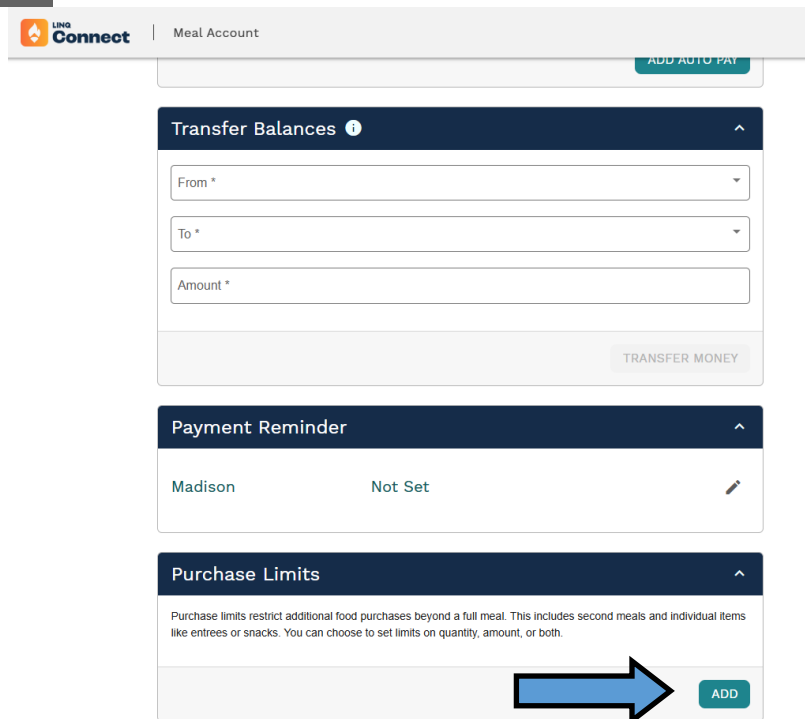 LINQ
Connect
Meal Account
ADD AUTO PAY
Transfer Balances
From *
To *
Amount *
TRANSFER MONEY
Payment Reminder
Madison Not Set
Purchase Limits
Purchase limits restrict additional food purchases beyond a full meal. This includes second meals and individual items
like entrees or snacks. You can choose to set limits on quantity, amount, or both.
ADD